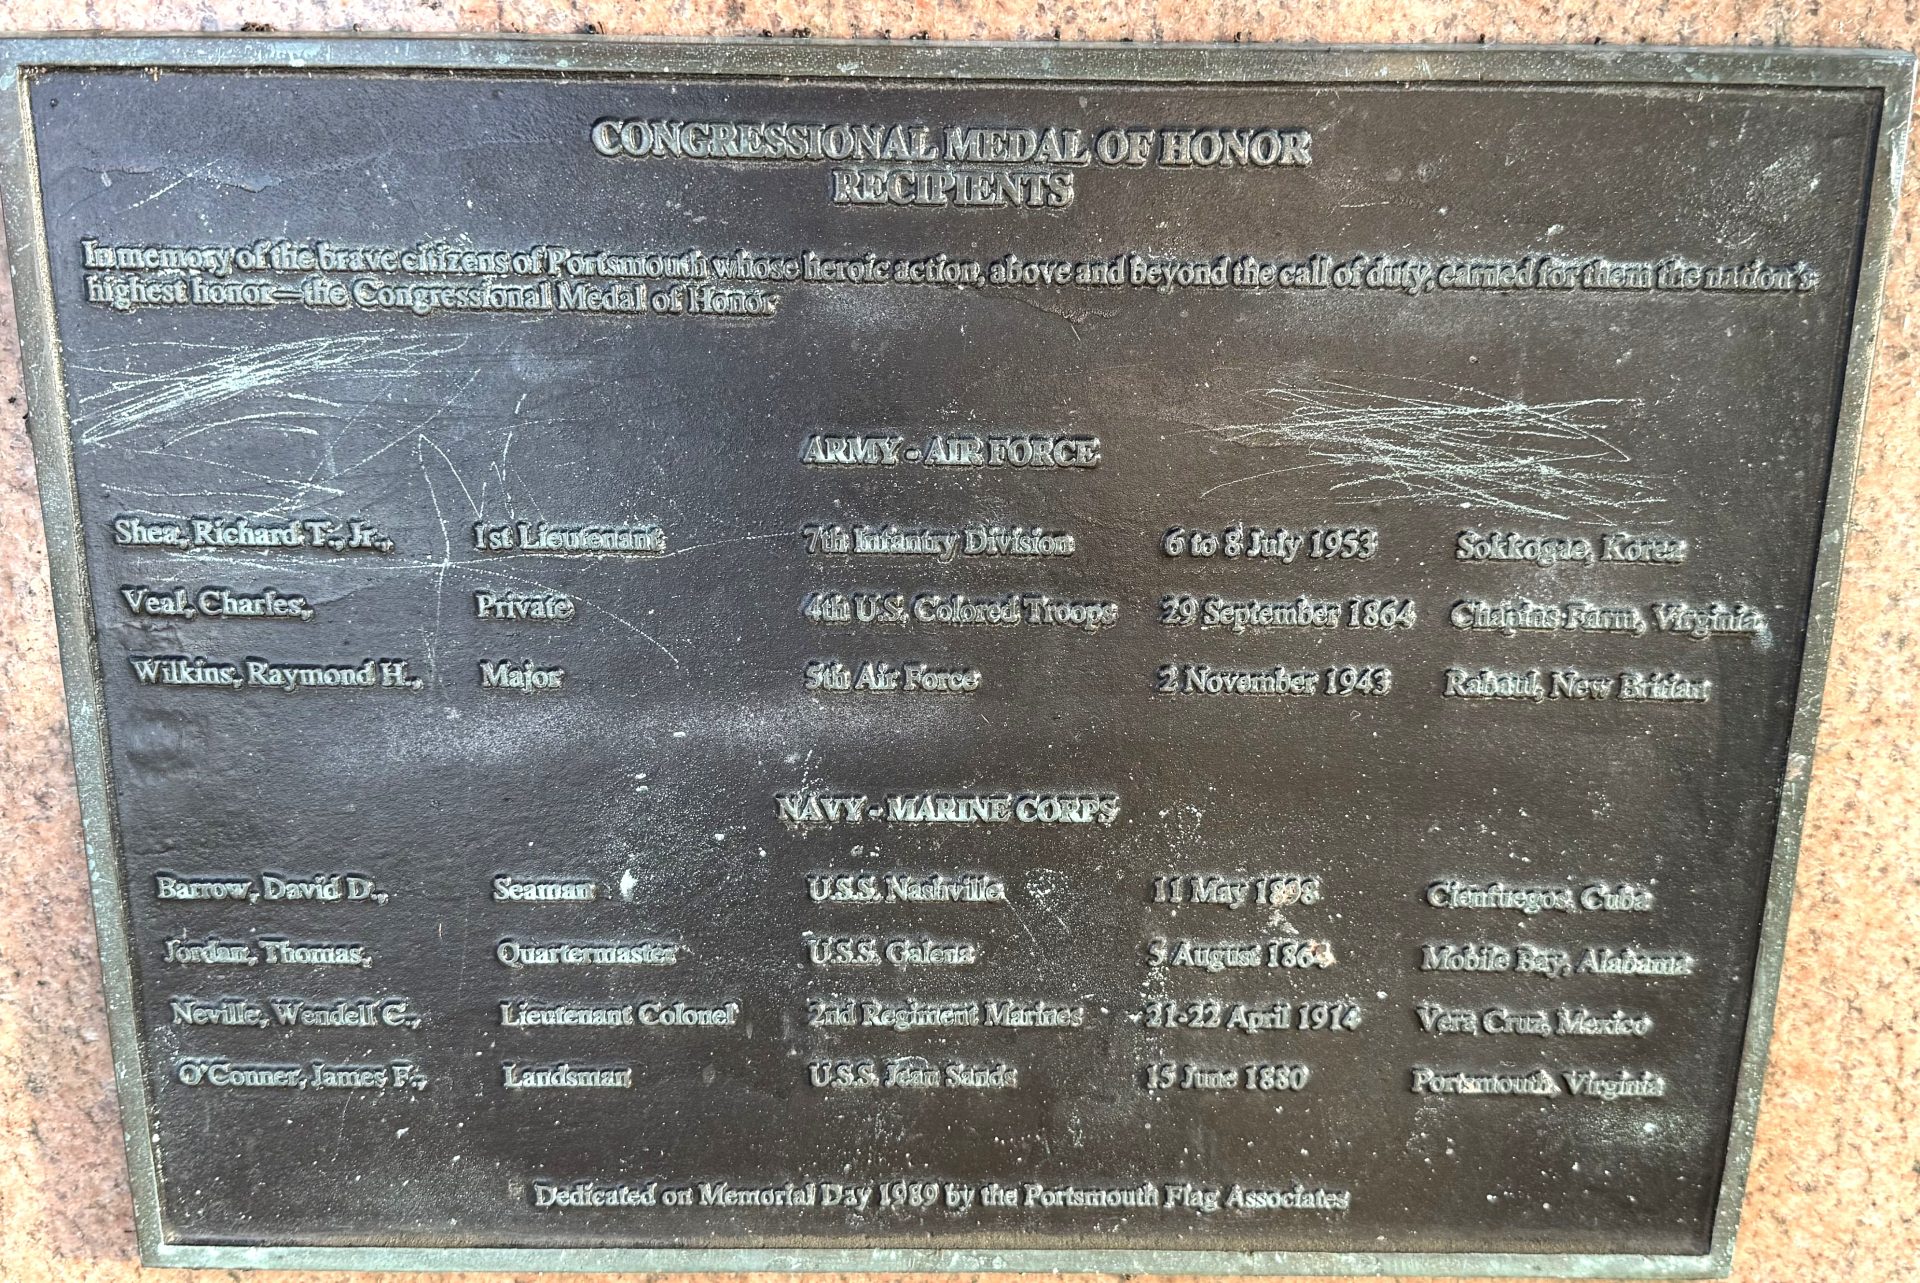 CONGRESSIONAL MEDAL OF HONOR
RECIPIENTS
In memory of the brave citizens of Portsmouth whose heroic action, above and beyond the call of duty, earned for them the nation's
highest honor—the Congressional Medal of Honor
ARMY - AIR FORCE
Shea, Richard T., Jr., 1st Lieutenant 7th Infantry Division 6 to 8 July 1953 Sokkogae, Korea
Veal, Charles, Private 4th U.S. Colored Troops 29 September 1864 Chapins Farm, Virginia
Wilkins, Raymond H., Major 5th Air Force 2 November 1943 Rabaul, New Britian
NAVY - MARINE CORPS
Barrow, David D., Seaman U.S.S. Nashville 11 May 1898 Cienfuegos, Cuba
Jordan, Thomas, Quartermaster U.S.S. Galena 5 August 1864 Mobile Bay, Alabama
Neville, Wendell C., Lieutenant Colonel 2nd Regiment Marines 21-22 April 1914 Vera Cruz, Mexico
O'Conner, James F., Landsman U.S.S. Jean Sands 15 June 1880 Portsmouth, Virginia
Dedicated on Memorial Day 1989 by the Portsmouth Flag Associates